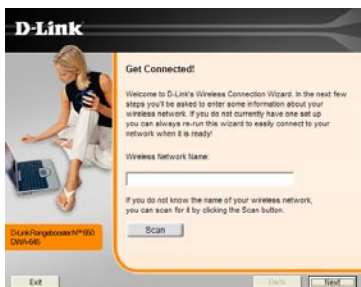 D-Link
Get Connected!
Welcome to D-Link's Wireless Connection Wizard. In the next few
steps you'll be asked to enter some information about your
wireless network. If you do not currently have one set up
you can always re-run this wizard to easily connect to your
network when it is ready!
Wireless Network Name:
If you do not know the name of your wireless network,
you can scan for it by clicking the Scan button.
Scan
D-Link Rangebooster N™ 650
DWA-645
Exit
Back
Next